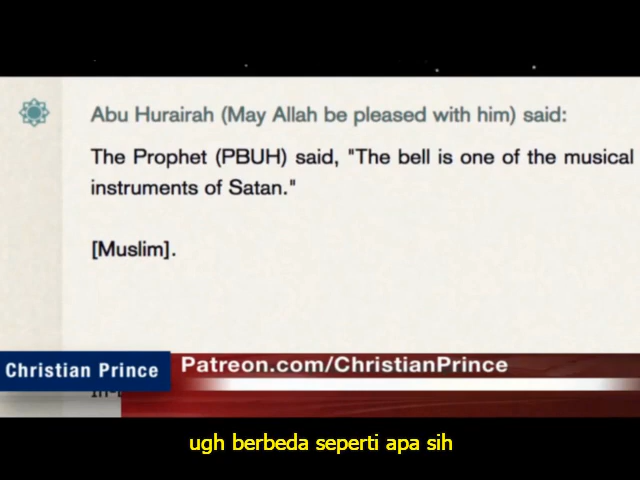 Abu Hurairah (May Allah be pleased with him) said:
The Prophet (PBUH) said, "The bell is one of the musical
instruments of Satan."
[Muslim].
Christian Prince
Patreon.com/ChristianPrince
ugh berbeda seperti apa sih